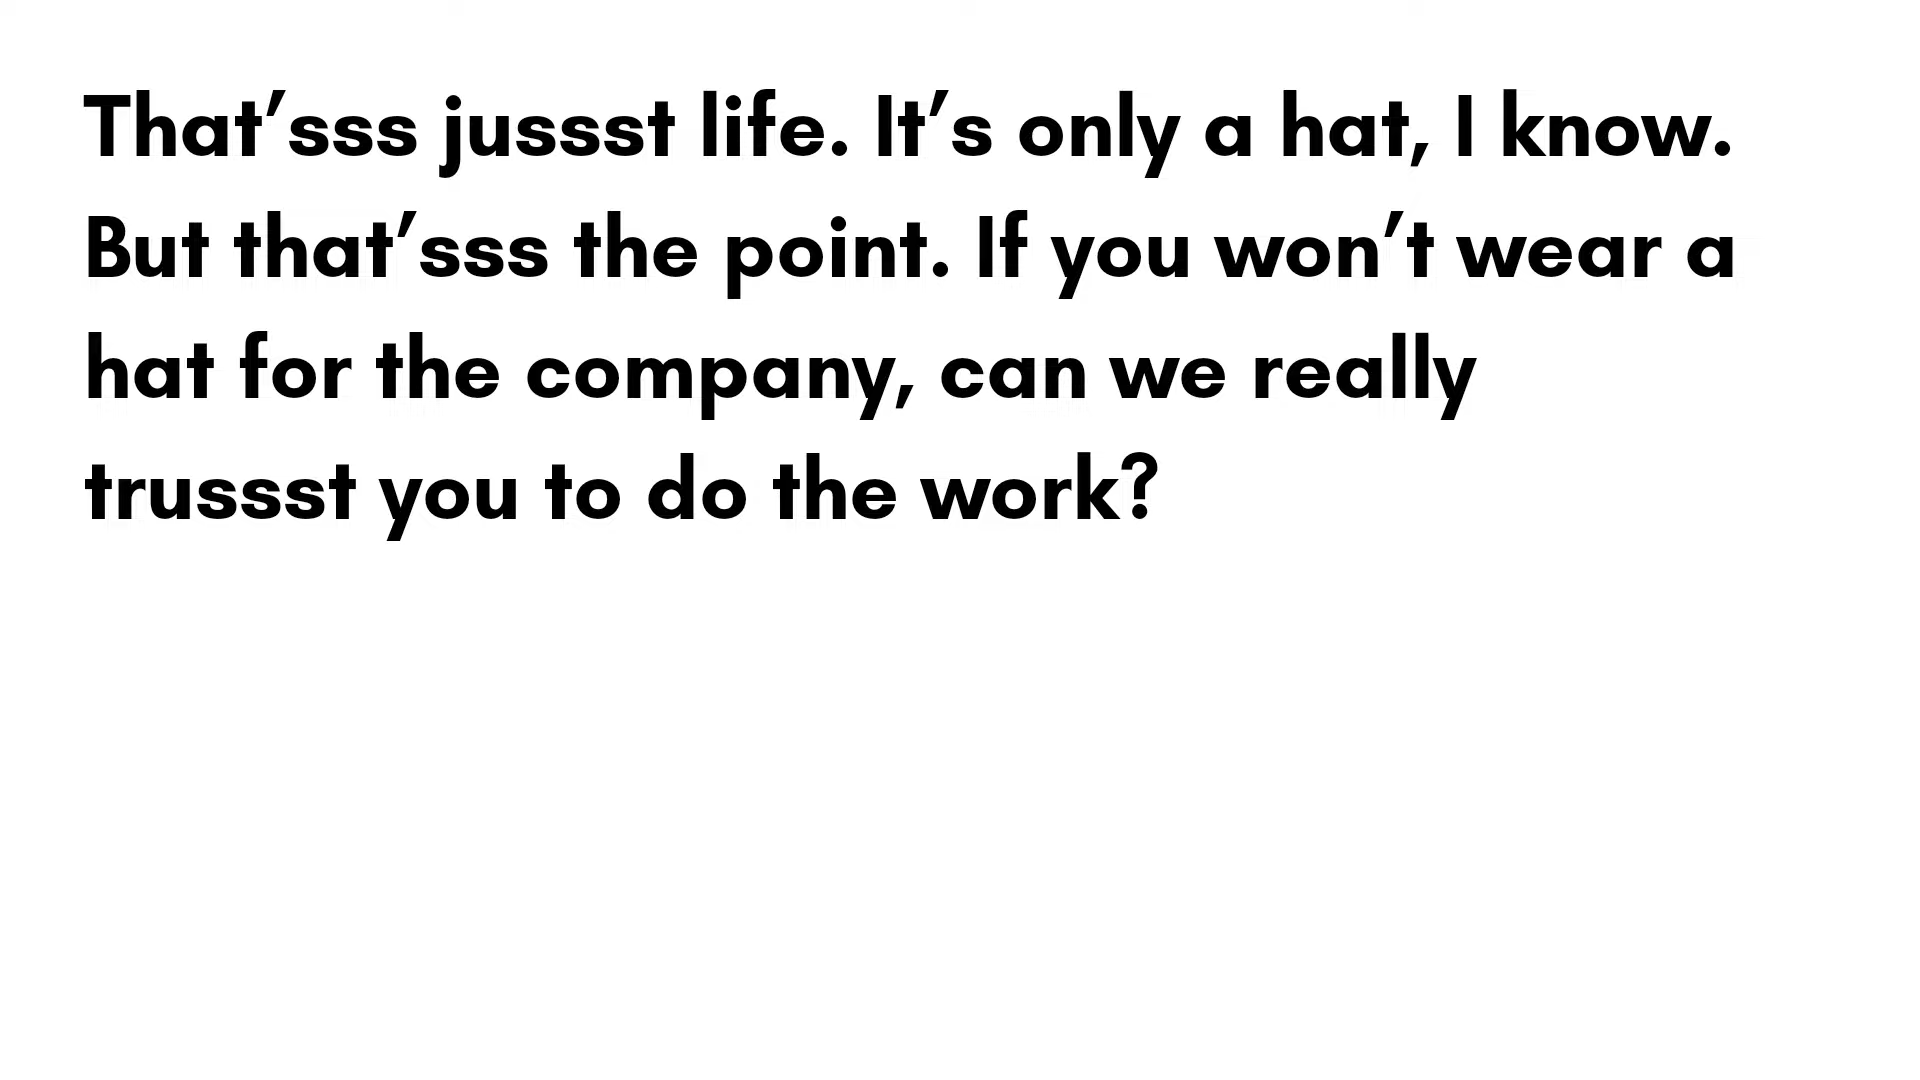 That’sss jussst life. It’s only a hat, I know.
But that’sss the point. If you won’t wear a
hat for the company, can we really
trussst you to do the work?